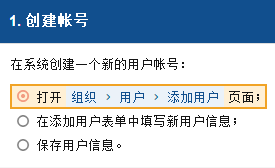 1. 创建帐号
在系统创建一个新的用户帐号：
打开 组织 > 用户 > 添加用户 页面；
在添加用户表单中填写新用户信息；
保存用户信息。